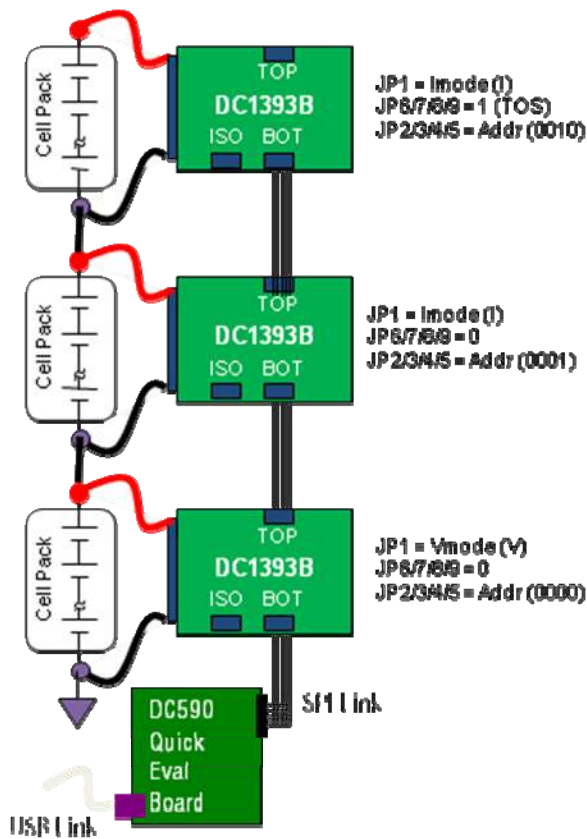 Cell Pack
TOP
DC1393B
ISO BOT
JP1 = Imode(I)
JP6/7/8/9 = 1 (TOS)
JP2/3/4/5 = Addr (0010)
Cell Pack
TOP
DC1393B
ISO BOT
JP1 = Imode(I)
JP6/7/8/9 = 0
JP2/3/4/5 = Addr (0001)
Cell Pack
TOP
DC1393B
ISO BOT
JP1 = Vmode(V)
JP6/7/8/9 = 0
JP2/3/4/5 = Addr (0000)
DC590
Quick
Eval
Board
Link
USB Link